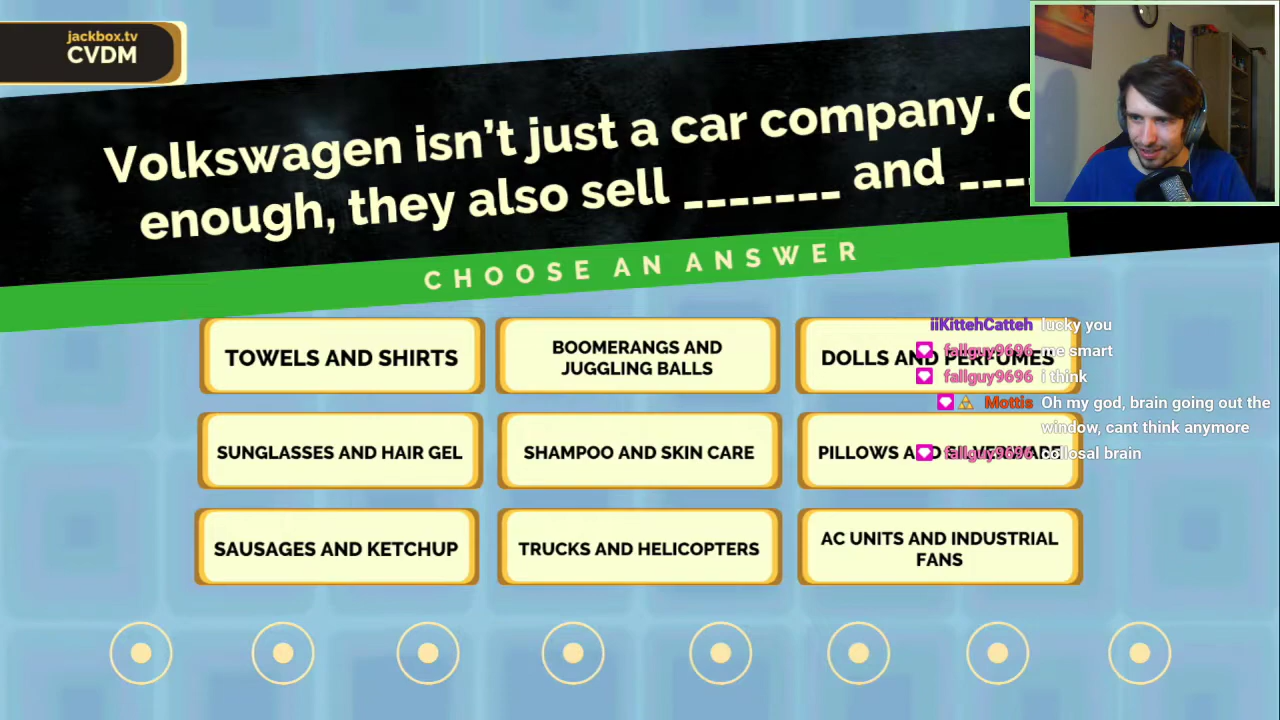 jackbox.tv
CVDM
Volkswagen isn't just a car company.
enough, they also sell _______ and ___
CHOOSE AN ANSWER
TOWELS AND SHIRTS
BOOMERANGS AND
JUGGLING BALLS
DOLLS AND PERFUMES
SUNGLASSES AND HAIR GEL
SHAMPOO AND SKIN CARE
PILLOWS AND
SAUSAGES AND KETCHUP
TRUCKS AND HELICOPTERS
AC UNITS AND INDUSTRIAL
FANS
iiKittehCatteh lucky you
fallguy9696 me smart
fallguy9696 i think
Mottis Oh my god, brain going out the
window, cant think anymore
fallguy9696 collosal brain